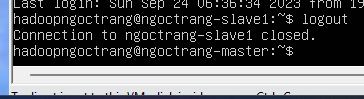 Last login: Sun Sep 24 06:36:34 2023 from 19
hadoopngoctrang@ngoctrang-slave1:~$ logout
Connection to ngoctrang-slave1 closed.
hadoopngoctrang@ngoctrang-master:~$